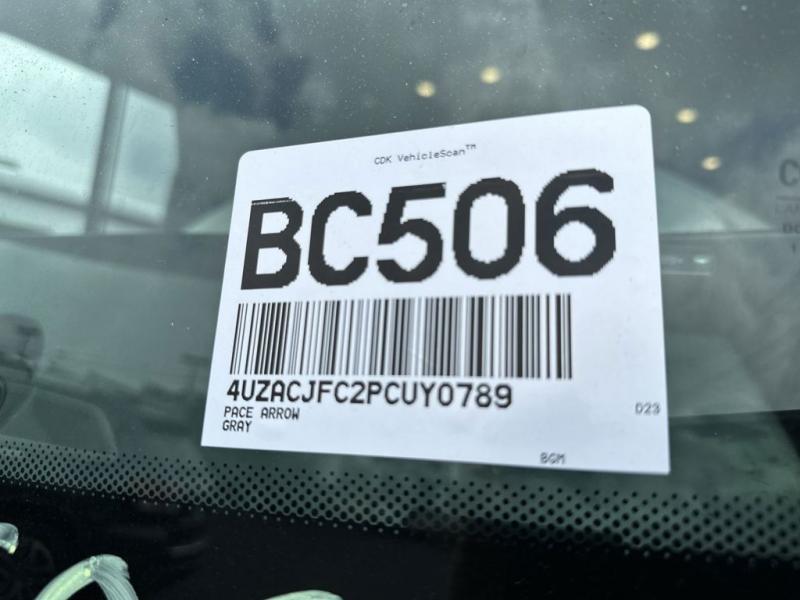 CDK VehicleScan™
BC506
4UZACJFC2PCUY0789
PACE ARROW
GRAY
D23
BGM